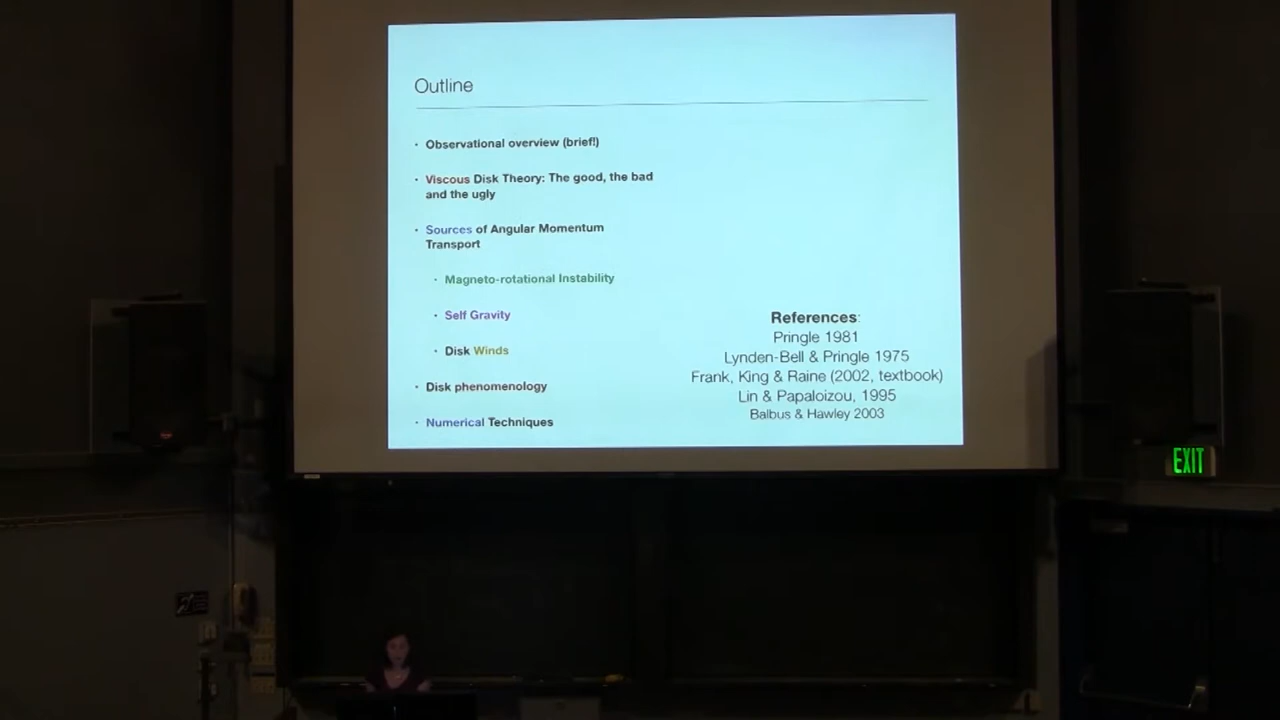 Outline
· Observational overview (brief!)
· Viscous Disk Theory: The good, the bad
and the ugly
· Sources of Angular Momentum
Transport
· Magneto-rotational Instability
· Self Gravity
· Disk Winds
· Disk phenomenology
· Numerical Techniques
References:
Pringle 1981
Lynden-Bell & Pringle 1975
Frank, King & Raine (2002, textbook)
Lin & Papaloizou, 1995
Balbus & Hawley 2003
EXIT